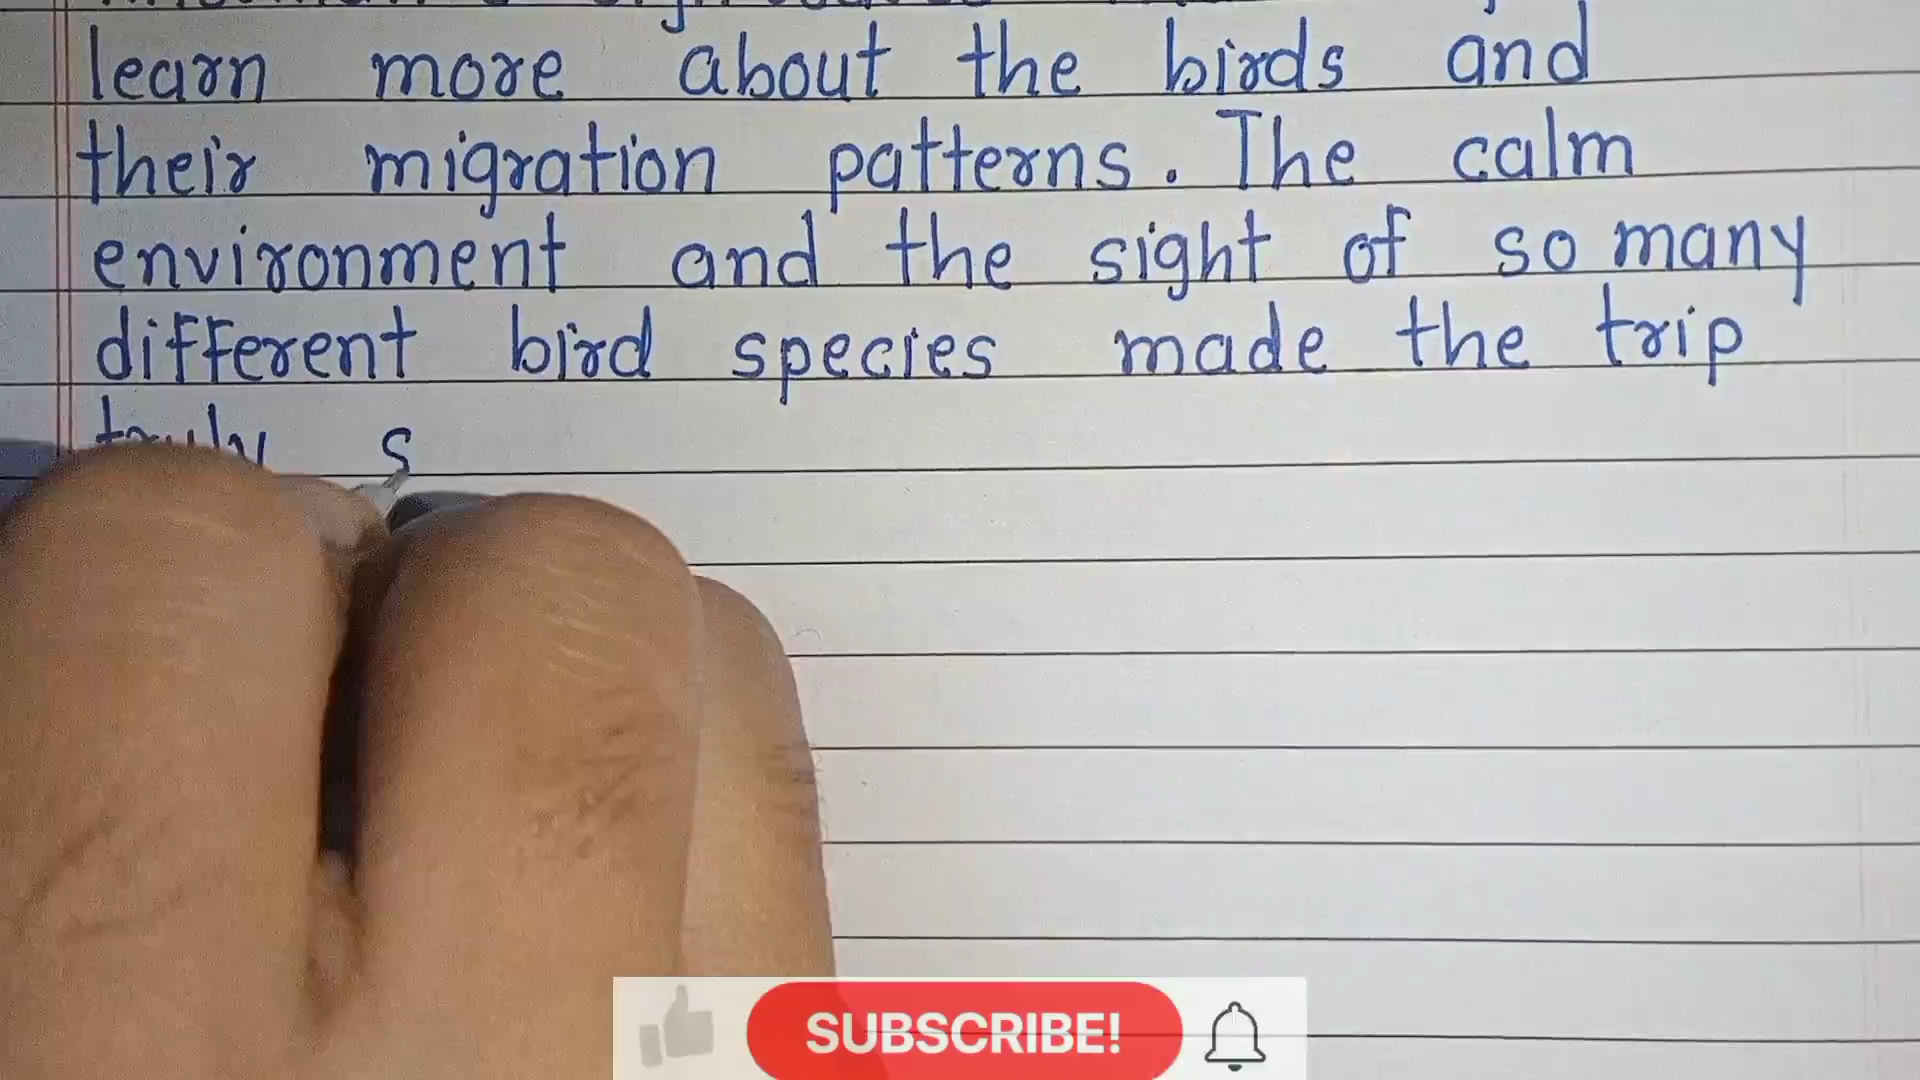 learn more about the birds and
their migration patterns. The calm
environment and the sight of so many
different bird species made the trip
truly s
SUBSCRIBE!